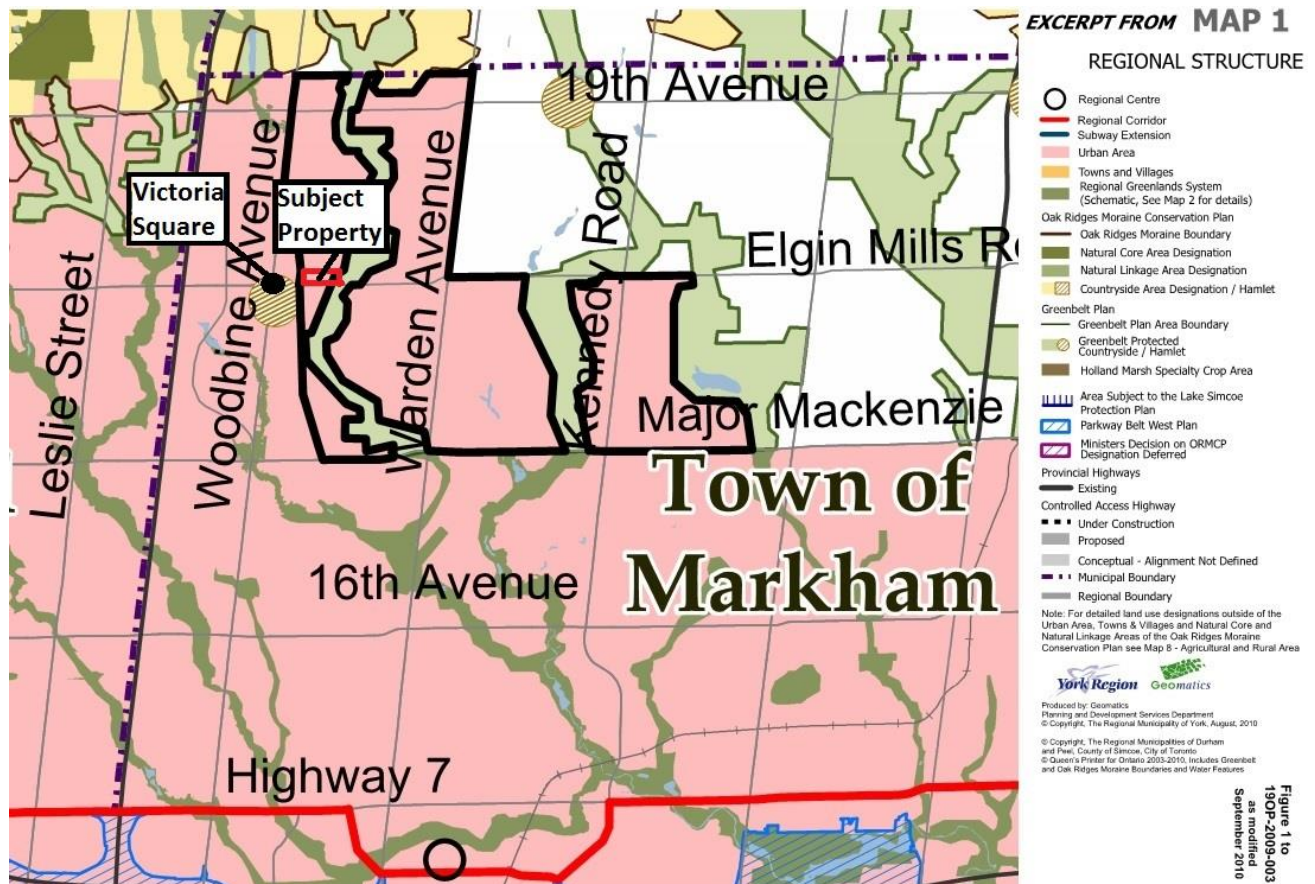 EXCERPT FROM MAP 1
REGIONAL STRUCTURE
Regional Centre
Regional Corridor
Subway Extension
Urban Area
Towns and Villages
Regional Greenlands System
(Schematic, See Map 2 for details)
Oak Ridges Moraine Conservation Plan
Oak Ridges Moraine Boundary
Natural Core Area Designation
Natural Linkage Area Designation
Countryside Area Designation / Hamlet
Greenbelt Plan
Greenbelt Plan Area Boundary
Greenbelt Protected
Countryside / Hamlet
Holland Marsh Specialty Crop Area
Area Subject to the Lake Simcoe
Protection Plan
Parkway Belt West Plan
Ministers Decision on ORMCP
Designation Deferred
Provincial Highways
Existing
Controlled Access Highway
Under Construction
Proposed
Conceptual - Alignment Not Defined
Municipal Boundary
Regional Boundary
Note: For detailed land use designations outside of the
Urban Area, Towns & Villages and Natural Core and
Natural Linkage Areas of the Oak Ridges Moraine
Conservation Plan see Map 8 - Agricultural and Rural Area
York Region Geomatics
Produced by: Geomatics
Planning and Development Services Department
© Copyright, The Regional Municipality of York, August, 2010
© Copyright, The Regional Municipalities of Durham
and Peel, County of Simcoe, City of Toronto
© Queen's Printer for Ontario 2003-2010, Includes Greenbelt
and Oak Ridges Moraine Boundaries and Water Features
Figure 1 to
19OP-2009-003
as modified
September 2010
19th Avenue
Victoria
Square
Subject
Property
Leslie Street
Woodbine Avenue
Warden Avenue
Kennedy Road
Elgin Mills R
Major Mackenzie
Town of
Markham
16th Avenue
Highway 7